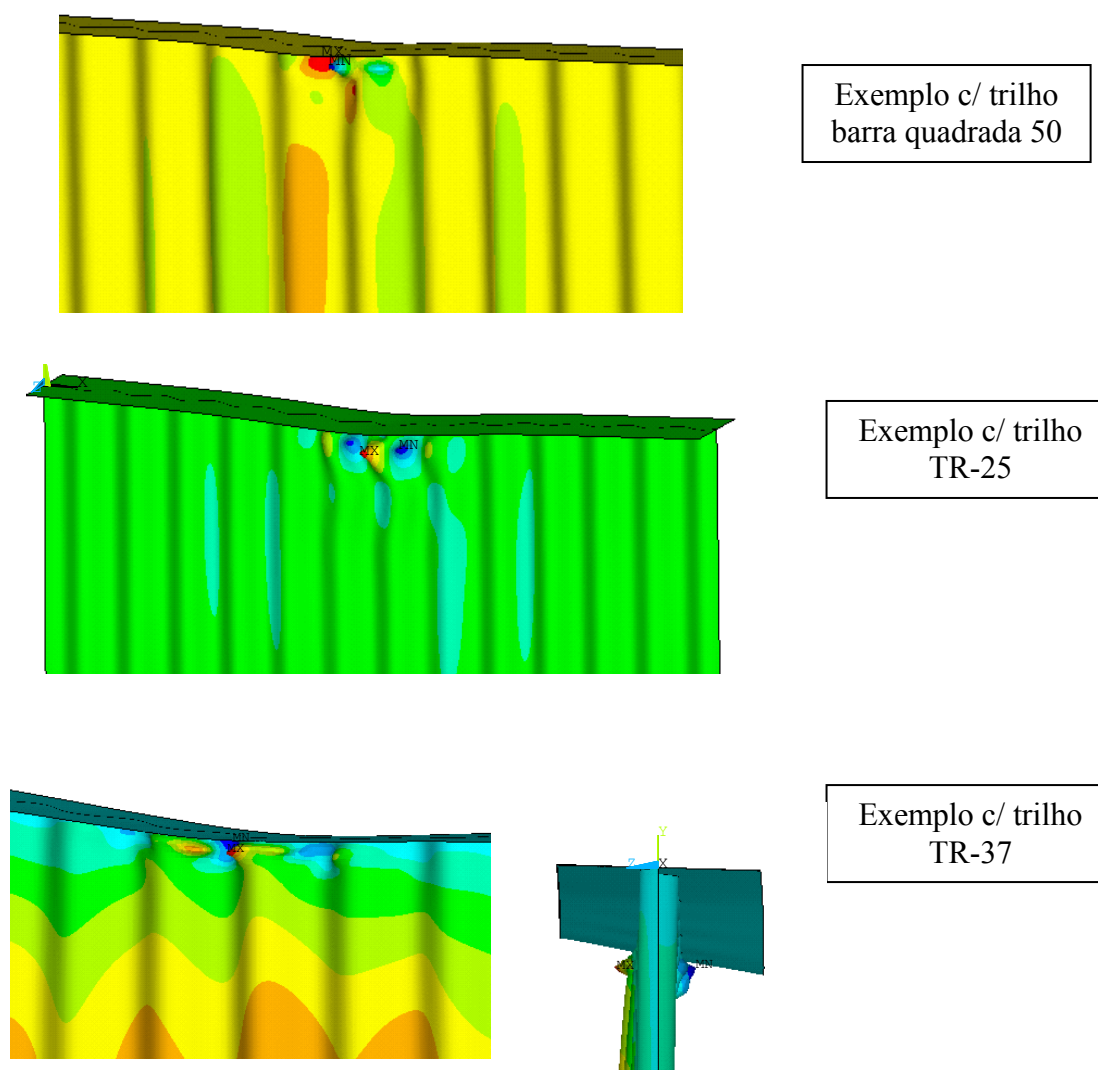 MX
MN
Exemplo c/ trilho
barra quadrada 50
Z
X
MX
MN
Exemplo c/ trilho
TR-25
MN
MX
Y
Z
X
MX
MN
Exemplo c/ trilho
TR-37